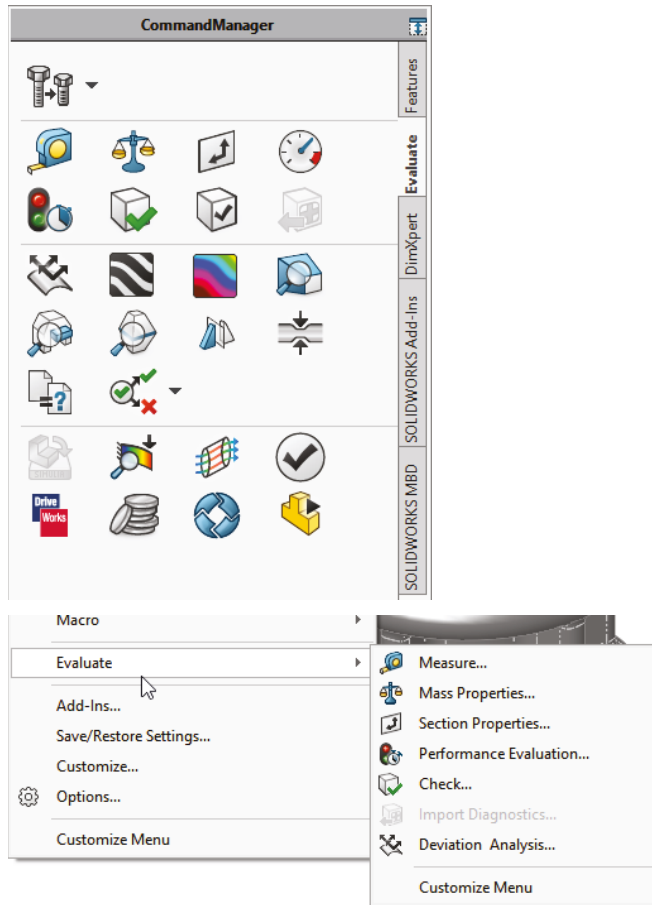 CommandManager
Features
Evaluate
DimXpert
SOLIDWORKS Add-Ins
SOLIDWORKS MBD
Drive
Works
Macro
Evaluate
Add-Ins...
Save/Restore Settings...
Customize...
Options...
Customize Menu
Measure...
Mass Properties...
Section Properties...
Performance Evaluation...
Check...
Import Diagnostics...
Deviation Analysis...
Customize Menu